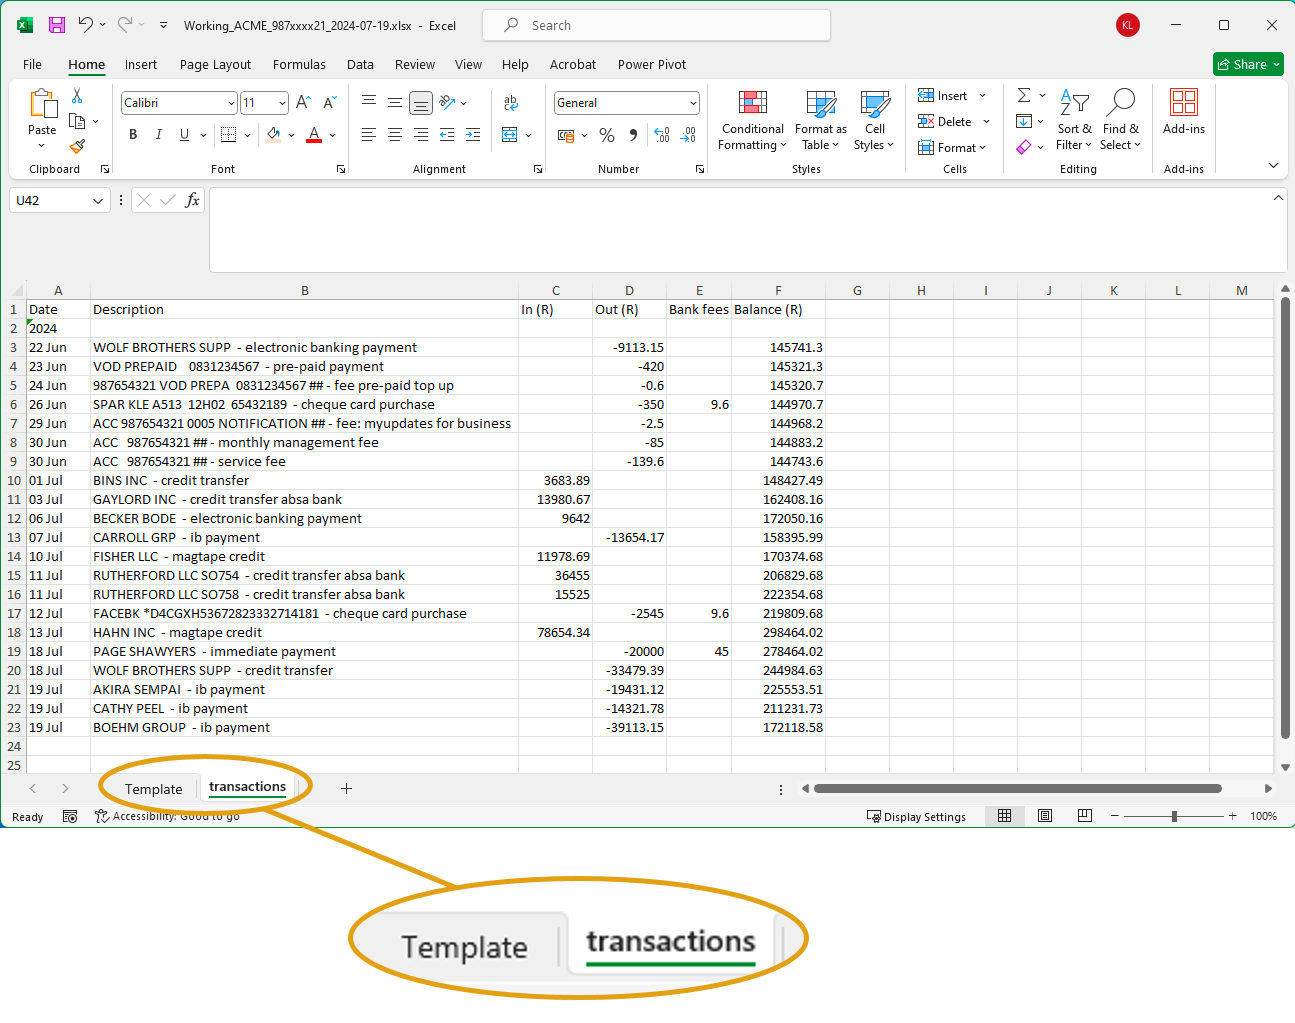 Working_ACME_987xxxx21_2024-07-19.xlsx - Excel
Search
KL
File Home Insert Page Layout Formulas Data Review View Help Acrobat Power Pivot
Share
Paste
Calibri 11
General
Conditional Formatting
Format as Table
Cell Styles
Insert
Delete
Format
Sort & Filter
Find & Select
Add-ins
Clipboard Font Alignment Number Styles Cells Editing Add-ins
U42
fx
A B C D E F G H I J K L M
1 Date Description In (R) Out (R) Bank fees Balance (R)
2 2024
3 22 Jun WOLF BROTHERS SUPP - electronic banking payment -9113.15 145741.3
4 23 Jun VOD PREPAID 0831234567 - pre-paid payment -420 145321.3
5 24 Jun 987654321 VOD PREPA 0831234567 ## - fee pre-paid top up -0.6 145320.7
6 26 Jun SPAR KLE A513 12H02 65432189 - cheque card purchase -350 9.6 144970.7
7 29 Jun ACC 987654321 0005 NOTIFICATION ## - fee: myupdates for business -2.5 144968.2
8 30 Jun ACC 987654321 ## - monthly management fee -85 144883.2
9 30 Jun ACC 987654321 ## - service fee -139.6 144743.6
10 01 Jul BINS INC - credit transfer 3683.89 148427.49
11 03 Jul GAYLORD INC - credit transfer absa bank 13980.67 162408.16
12 06 Jul BECKER BODE - electronic banking payment 9642 172050.16
13 07 Jul CARROLL GRP - ib payment -13654.17 158395.99
14 10 Jul FISHER LLC - magtape credit 11978.69 170374.68
15 11 Jul RUTHERFORD LLC SO754 - credit transfer absa bank 36455 206829.68
16 11 Jul RUTHERFORD LLC SO758 - credit transfer absa bank 15525 222354.68
17 12 Jul FACEBK *D4CGXH53672823332714181 - cheque card purchase -2545 9.6 219809.68
18 13 Jul HAHN INC - magtape credit 78654.34 298464.02
19 18 Jul PAGE SHAWYERS - immediate payment -20000 45 278464.02
20 18 Jul WOLF BROTHERS SUPP - credit transfer -33479.39 244984.63
21 19 Jul AKIRA SEMPAI - ib payment -19431.12 225553.51
22 19 Jul CATHY PEEL - ib payment -14321.78 211231.73
23 19 Jul BOEHM GROUP - ib payment -39113.15 172118.58
24
25
Template transactions
Ready Accessibility: Good to go Display Settings 100%
Template transactions